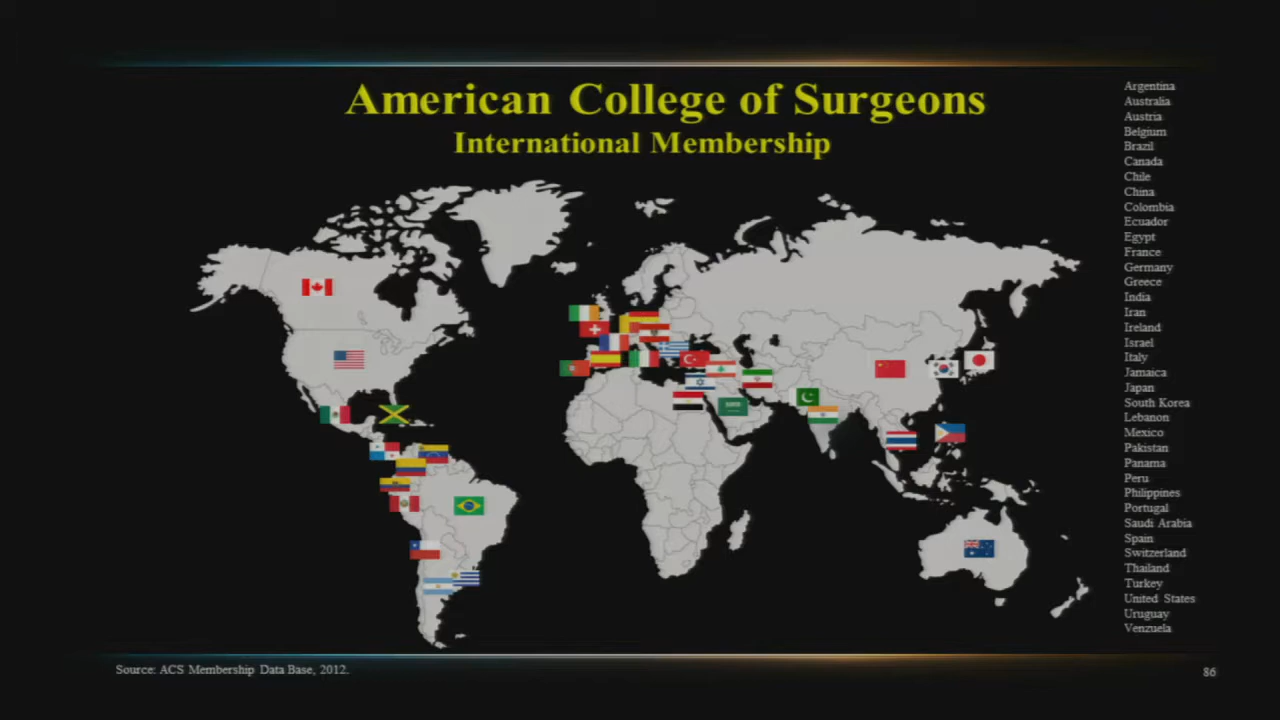 American College of Surgeons
International Membership
Argentina
Australia
Austria
Belgium
Brazil
Canada
Chile
China
Colombia
Ecuador
Egypt
France
Germany
Greece
India
Iran
Ireland
Israel
Italy
Jamaica
Japan
South Korea
Lebanon
Mexico
Pakistan
Panama
Peru
Philippines
Portugal
Saudi Arabia
Spain
Switzerland
Thailand
Turkey
United States
Uruguay
Venzuela
Source: ACS Membership Data Base, 2012.
86